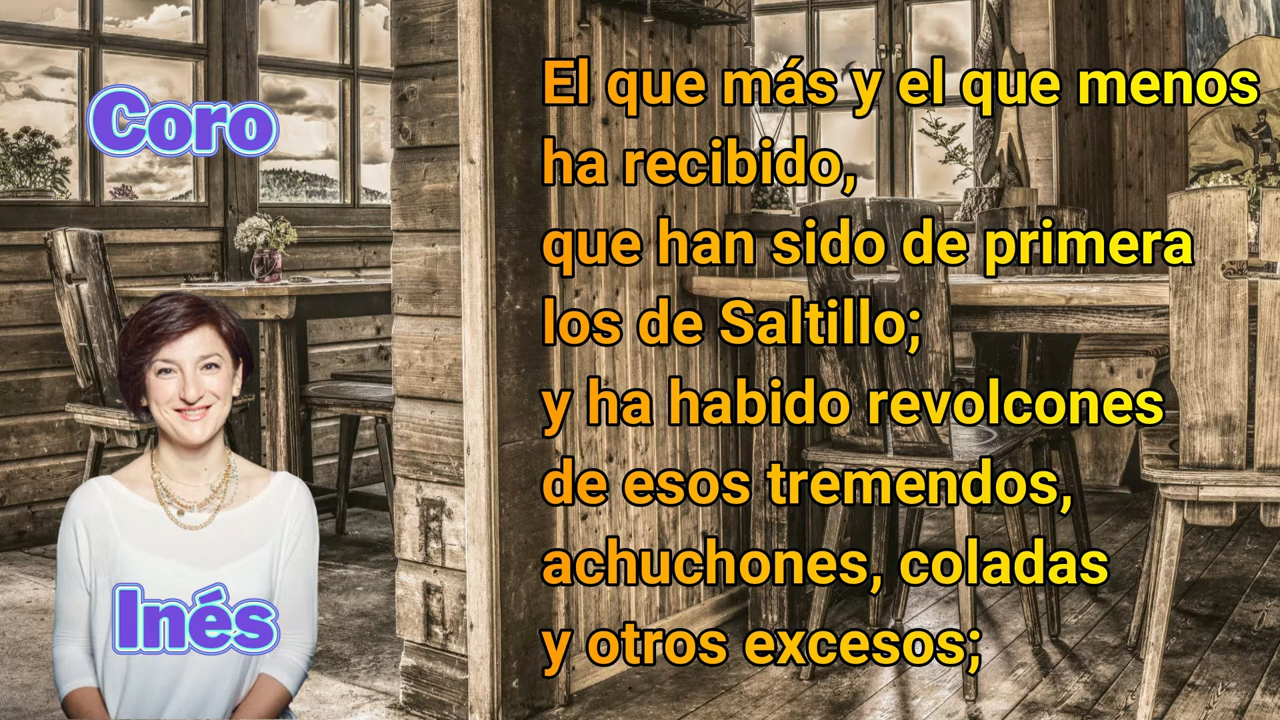 Coro
Inés
El que más y el que menos
ha recibido,
que han sido de primera
los de Saltillo;
y ha habido revolcones
de esos tremendos,
achuchones, coladas
y otros excesos;